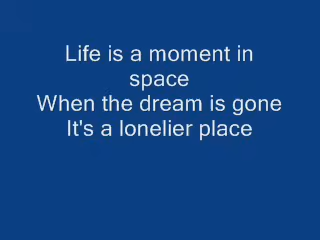 Life is a moment in
space
When the dream is gone
It's a lonelier place